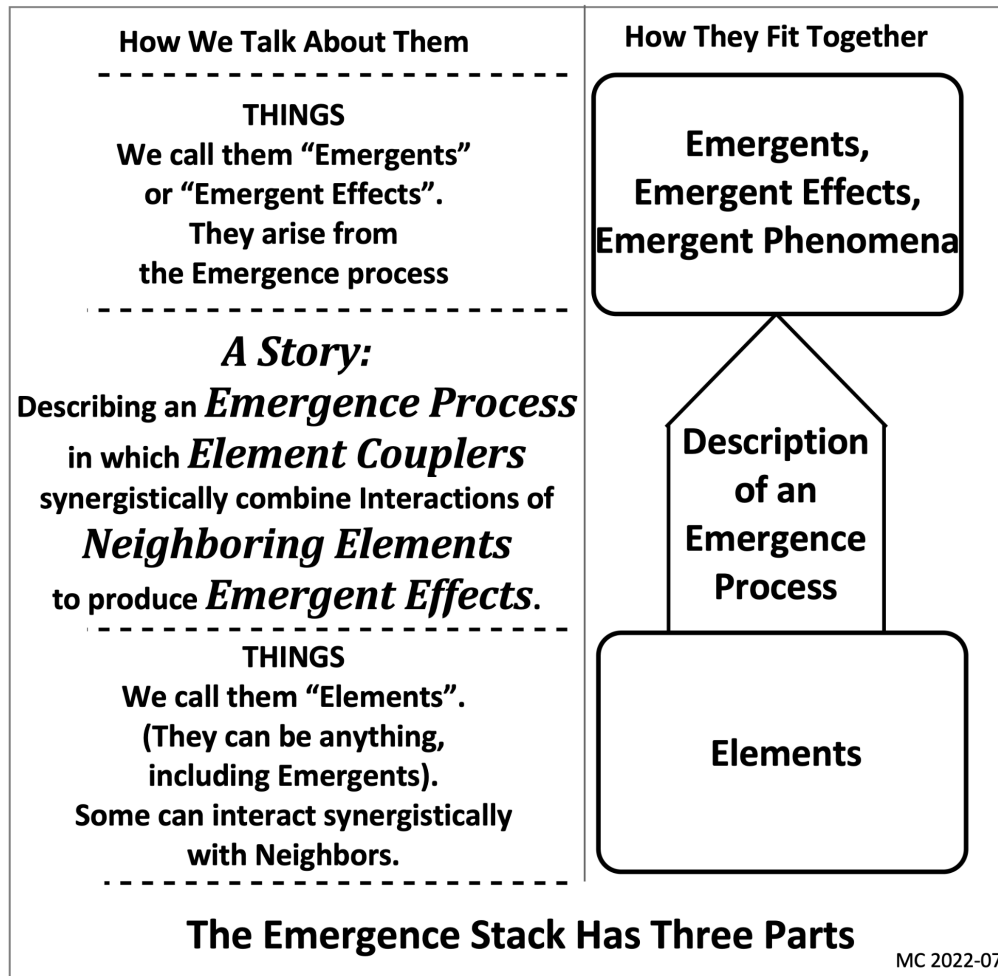 How We Talk About Them
THINGS
We call them “Emergents”
or “Emergent Effects”.
They arise from
the Emergence process
A Story:
Describing an Emergence Process
in which Element Couplers
synergistically combine Interactions of
Neighboring Elements
to produce Emergent Effects.
THINGS
We call them “Elements”.
(They can be anything,
including Emergents).
Some can interact synergistically
with Neighbors.
How They Fit Together
Emergents,
Emergent Effects,
Emergent Phenomena
Description
of an
Emergence
Process
Elements
The Emergence Stack Has Three Parts
MC 2022-07